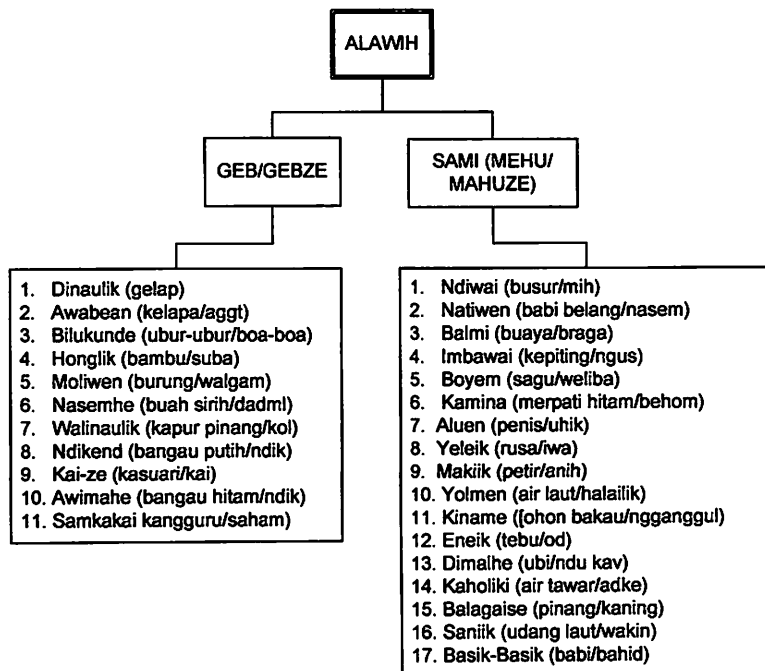 ALAWIH
GEB/GEBZE
SAMI (MEHU/
MAHUZE)
1. Dinaulik (gelap)
2. Awabean (kelapa/aggt)
3. Bilukunde (ubur-ubur/boa-boa)
4. Honglik (bambu/suba)
5. Moliwen (burung/walgam)
6. Nasemhe (buah sirih/dadml)
7. Walinaulik (kapur pinang/kol)
8. Ndikend (bangau putih/ndik)
9. Kai-ze (kasuari/kai)
10. Awimahe (bangau hitam/ndik)
11. Samkakai kangguru/saham)
1. Ndiwai (busur/mih)
2. Natiwen (babi belang/nasem)
3. Balmi (buaya/braga)
4. Imbawai (kepiting/ngus)
5. Boyem (sagu/weliba)
6. Kamina (merpati hitam/behom)
7. Aluen (penis/uhik)
8. Yeleik (rusa/iwa)
9. Makiik (petir/anih)
10. Yolmen (air laut/halailik)
11. Kiname ([ohon bakau/ngganggul)
12. Eneik (tebu/od)
13. Dimalhe (ubi/ndu kav)
14. Kaholiki (air tawar/adke)
15. Balagaise (pinang/kaning)
16. Saniik (udang laut/wakin)
17. Basik-Basik (babi/bahid)